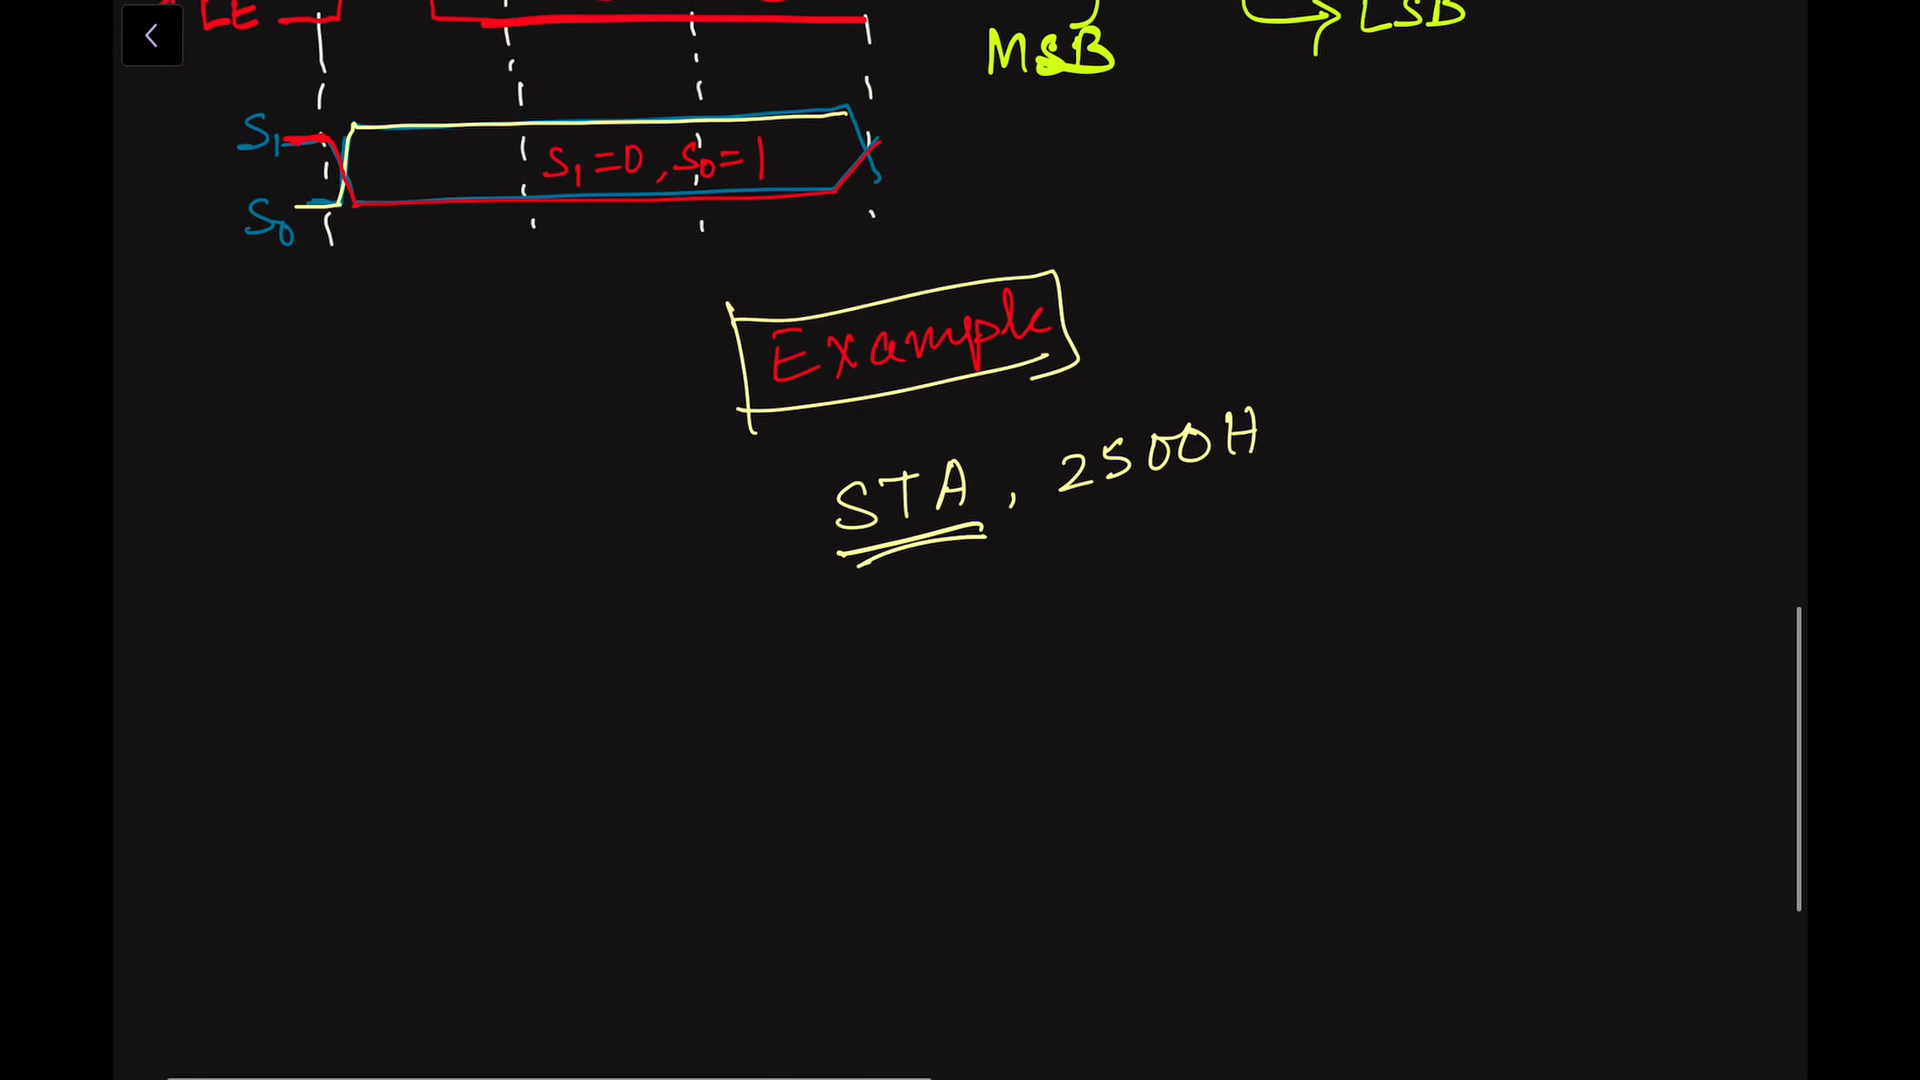 MSB
LSB
S1
S1=0, S0=1
S0
Example
STA, 2500H